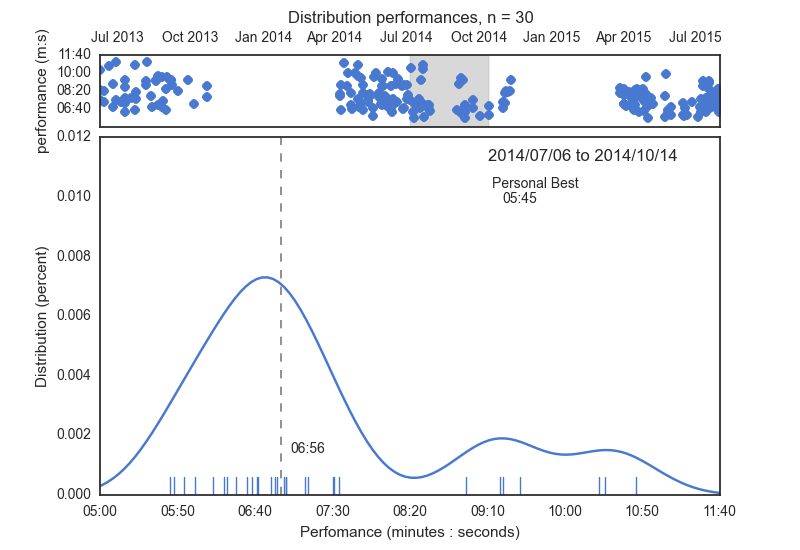 Distribution performances, n = 30
Jul 2013 Oct 2013 Jan 2014 Apr 2014 Jul 2014 Oct 2014 Jan 2015 Apr 2015 Jul 2015
performance (m:s)
11:40
10:00
08:20
06:40
Distribution (percent)
0.012
0.010
0.008
0.006
0.004
0.002
0.000
2014/07/06 to 2014/10/14
Personal Best
05:45
06:56
05:00 05:50 06:40 07:30 08:20 09:10 10:00 10:50 11:40
Perfomance (minutes : seconds)